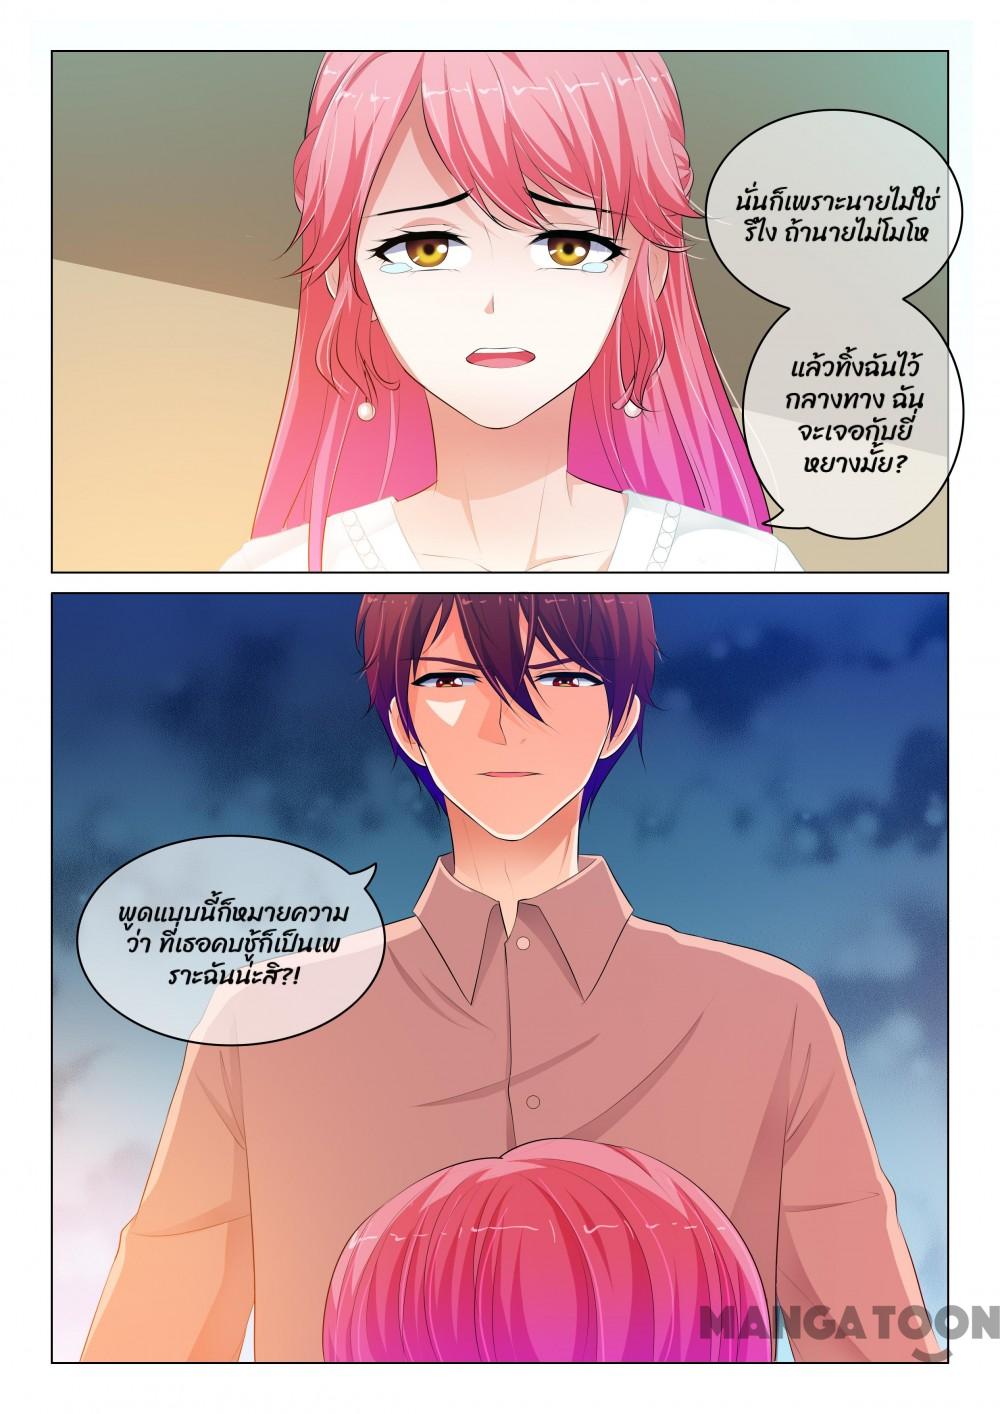 นั่นก็เพราะนายไม่ใช่
รึไง ถ้านายไม่โมโห
แล้วทิ้งฉันไว้
กลางทาง ฉัน
จะเจอกับยี่
หยางมั้ย?
พูดแบบนี้ก็หมายความ
ว่า ที่เธอคบชู้ก็เป็นเพ
ราะฉันน่ะสิ?!
MANGATOON